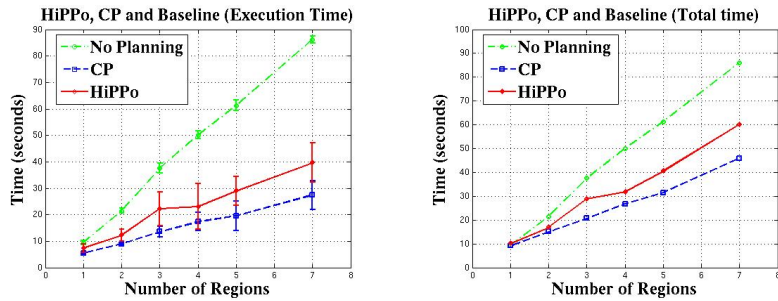 HiPPo, CP and Baseline (Execution Time)
90
80
70
60
50
40
30
20
10
0
0 1 2 3 4 5 6 7 8
Time (seconds)
Number of Regions
No Planning
CP
HiPPo
HiPPo, CP and Baseline (Total time)
100
90
80
70
60
50
40
30
20
10
0
0 1 2 3 4 5 6 7 8
Time (seconds)
Number of Regions
No Planning
CP
HiPPo